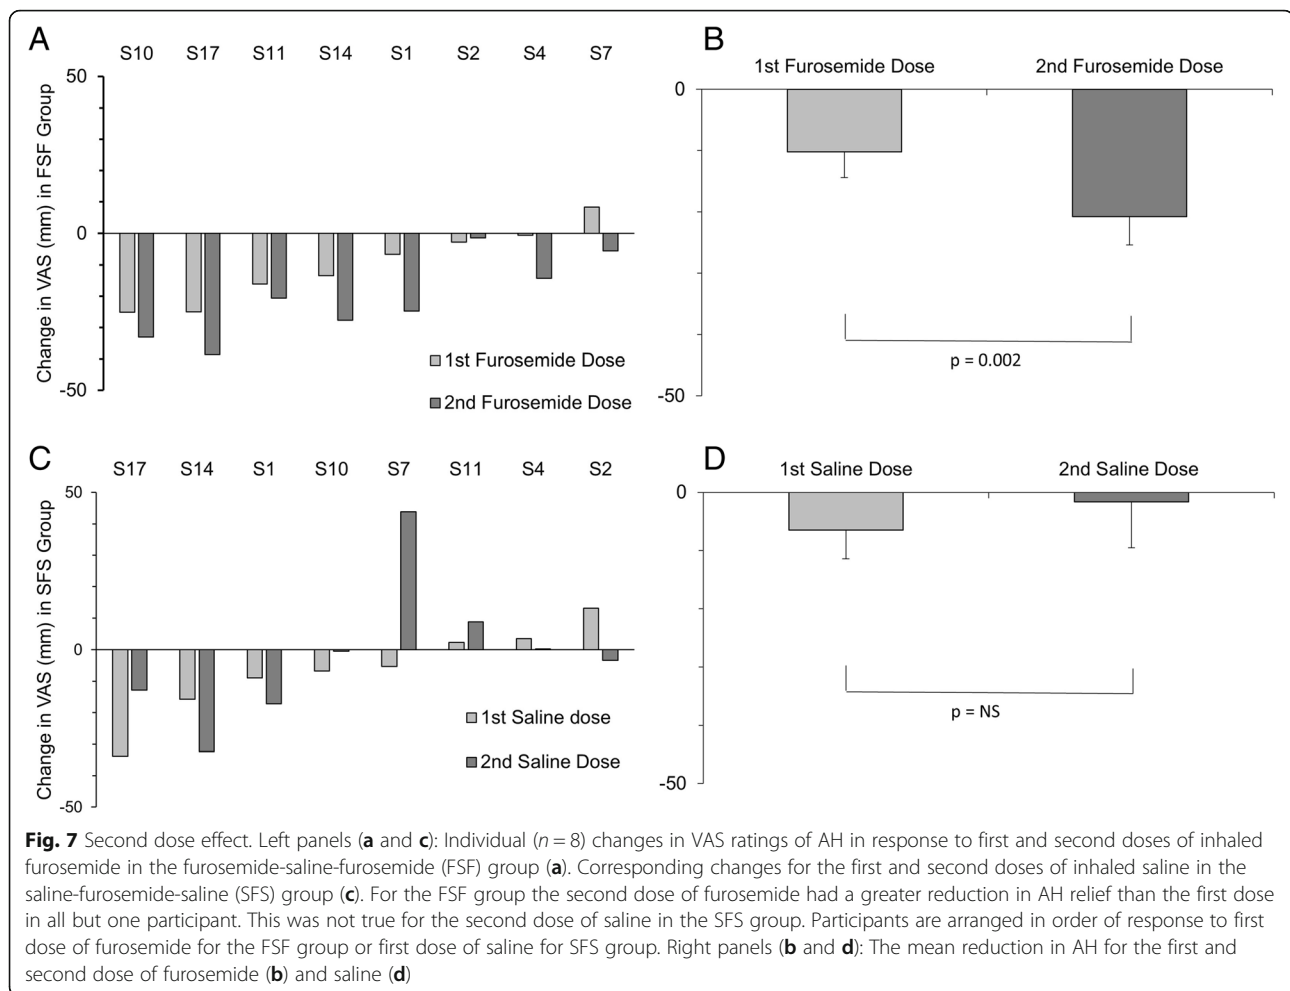 A
S10 S17 S11 S14 S1 S2 S4 S7
50
0
-50
Change in VAS (mm) in FSF Group
1st Furosemide Dose
2nd Furosemide Dose
B
1st Furosemide Dose 2nd Furosemide Dose
0
-50
p = 0.002
C
S17 S14 S1 S10 S7 S11 S4 S2
50
0
-50
Change in VAS (mm) in SFS Group
1st Saline dose
2nd Saline Dose
D
1st Saline Dose 2nd Saline Dose
0
-50
p = NS
Fig. 7 Second dose effect. Left panels (a and c): Individual (n = 8) changes in VAS ratings of AH in response to first and second doses of inhaled
furosemide in the furosemide-saline-furosemide (FSF) group (a). Corresponding changes for the first and second doses of inhaled saline in the
saline-furosemide-saline (SFS) group (c). For the FSF group the second dose of furosemide had a greater reduction in AH relief than the first dose
in all but one participant. This was not true for the second dose of saline in the SFS group. Participants are arranged in order of response to first
dose of furosemide for the FSF group or first dose of saline for SFS group. Right panels (b and d): The mean reduction in AH for the first and
second dose of furosemide (b) and saline (d)